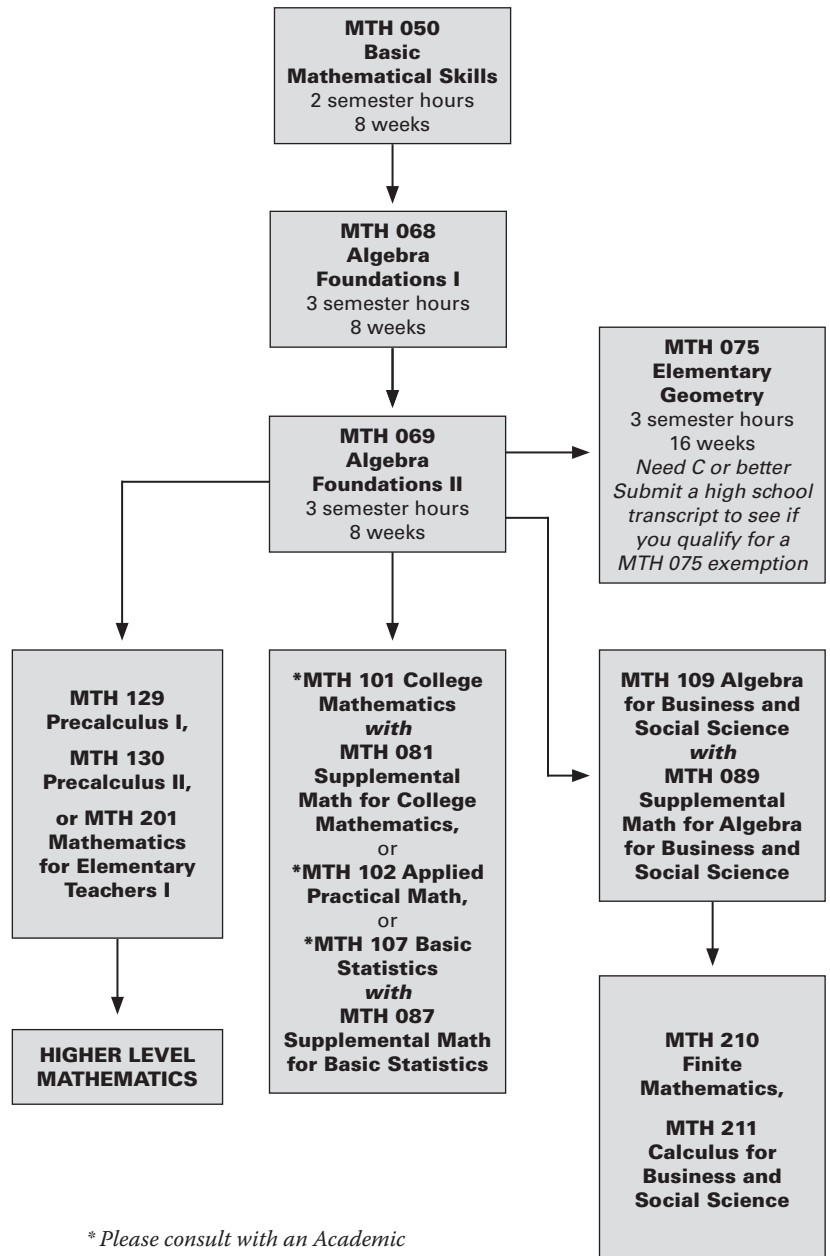 MTH 050
Basic
Mathematical Skills
2 semester hours
8 weeks
MTH 068
Algebra
Foundations I
3 semester hours
8 weeks
MTH 069
Algebra
Foundations II
3 semester hours
8 weeks
MTH 075
Elementary
Geometry
3 semester hours
16 weeks
Need C or better
Submit a high school
transcript to see if
you qualify for a
MTH 075 exemption
MTH 129
Precalculus I,
MTH 130
Precalculus II,
or MTH 201
Mathematics
for Elementary
Teachers I
HIGHER LEVEL
MATHEMATICS
*MTH 101 College
Mathematics
with
MTH 081
Supplemental
Math for College
Mathematics,
or
*MTH 102 Applied
Practical Math,
or
*MTH 107 Basic
Statistics
with
MTH 087
Supplemental Math
for Basic Statistics
MTH 109 Algebra
for Business and
Social Science
with
MTH 089
Supplemental
Math for Algebra
for Business and
Social Science
MTH 210
Finite
Mathematics,
MTH 211
Calculus for
Business and
Social Science
* Please consult with an Academic